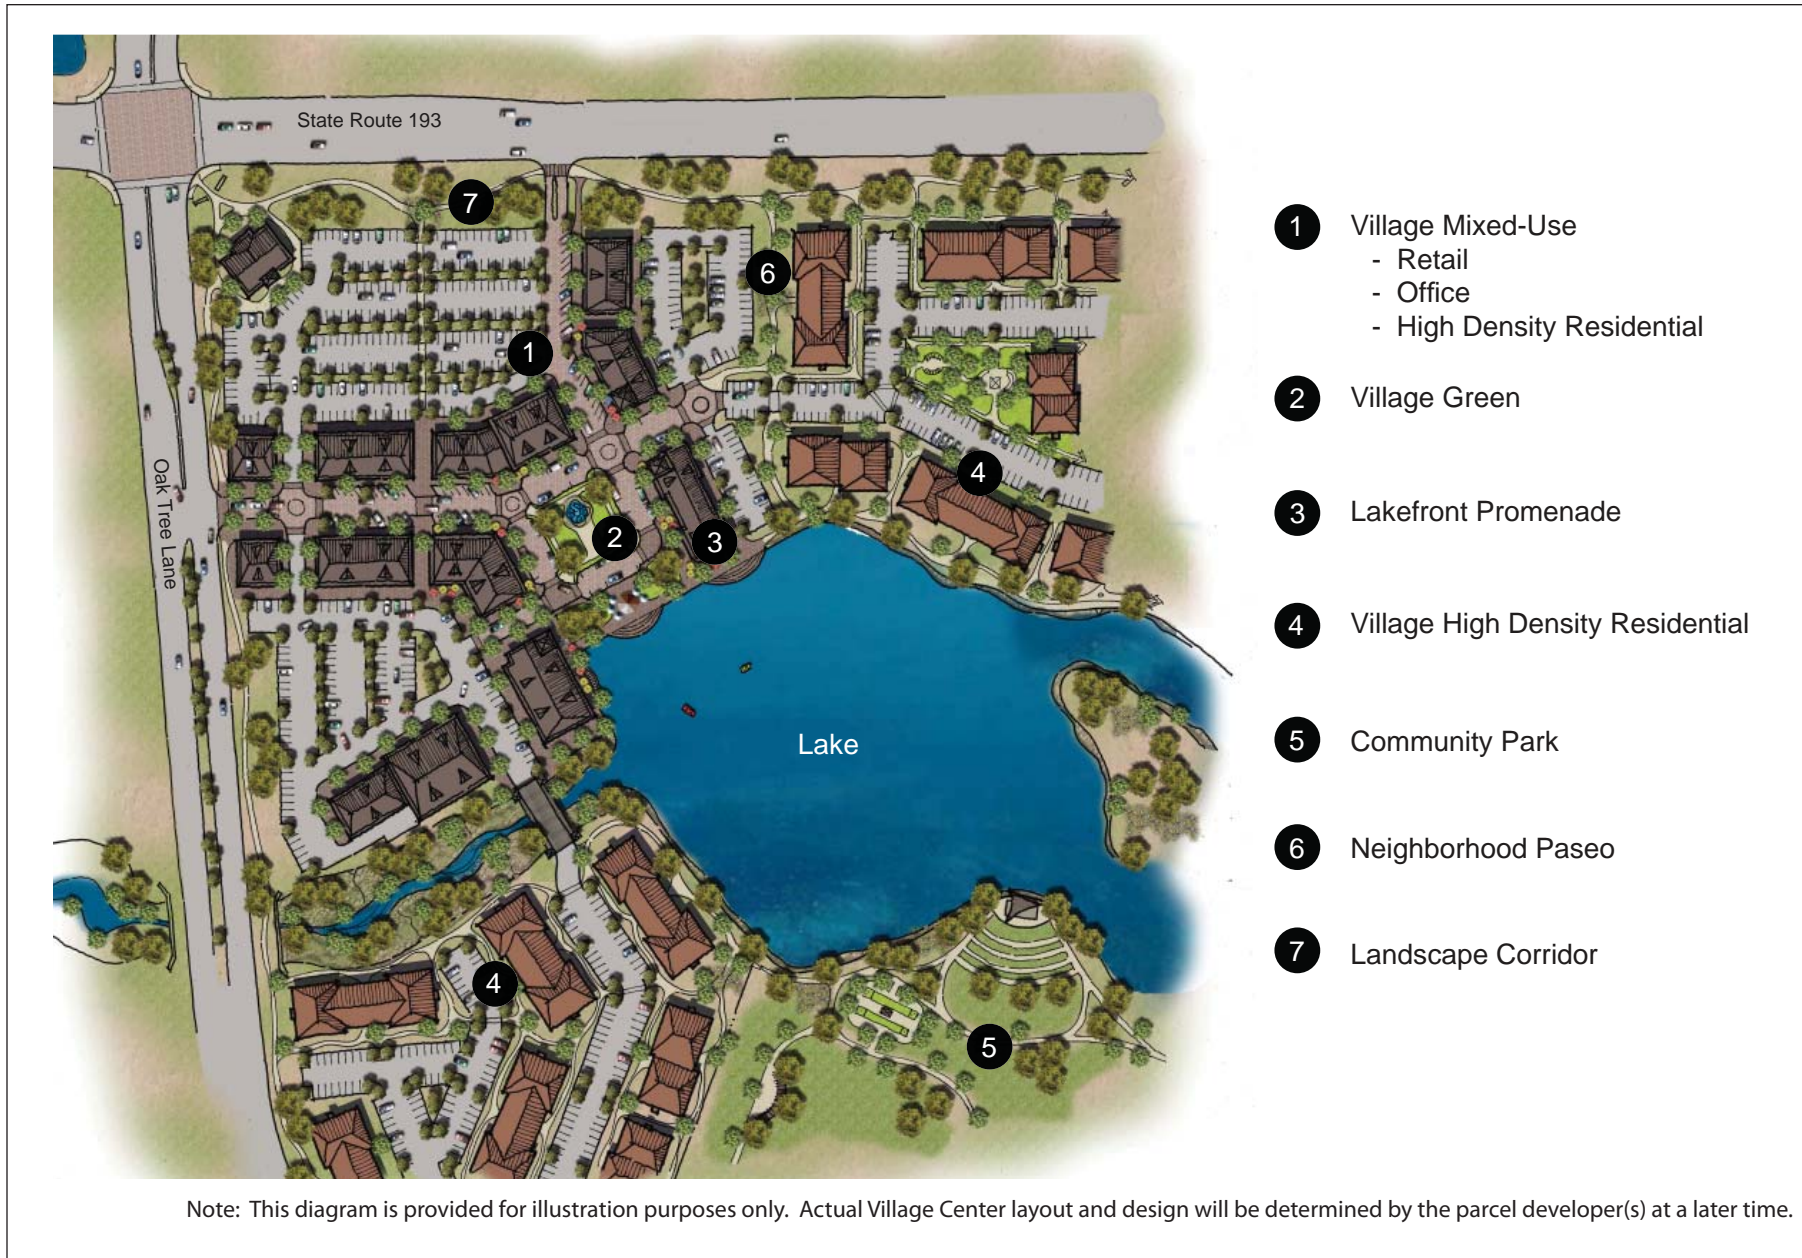 State Route 193
7
6
1
4
Oak Tree Lane
2
3
Lake
4
5
1 Village Mixed-Use
- Retail
- Office
- High Density Residential
2 Village Green
3 Lakefront Promenade
4 Village High Density Residential
5 Community Park
6 Neighborhood Paseo
7 Landscape Corridor
Note: This diagram is provided for illustration purposes only. Actual Village Center layout and design will be determined by the parcel developer(s) at a later time.